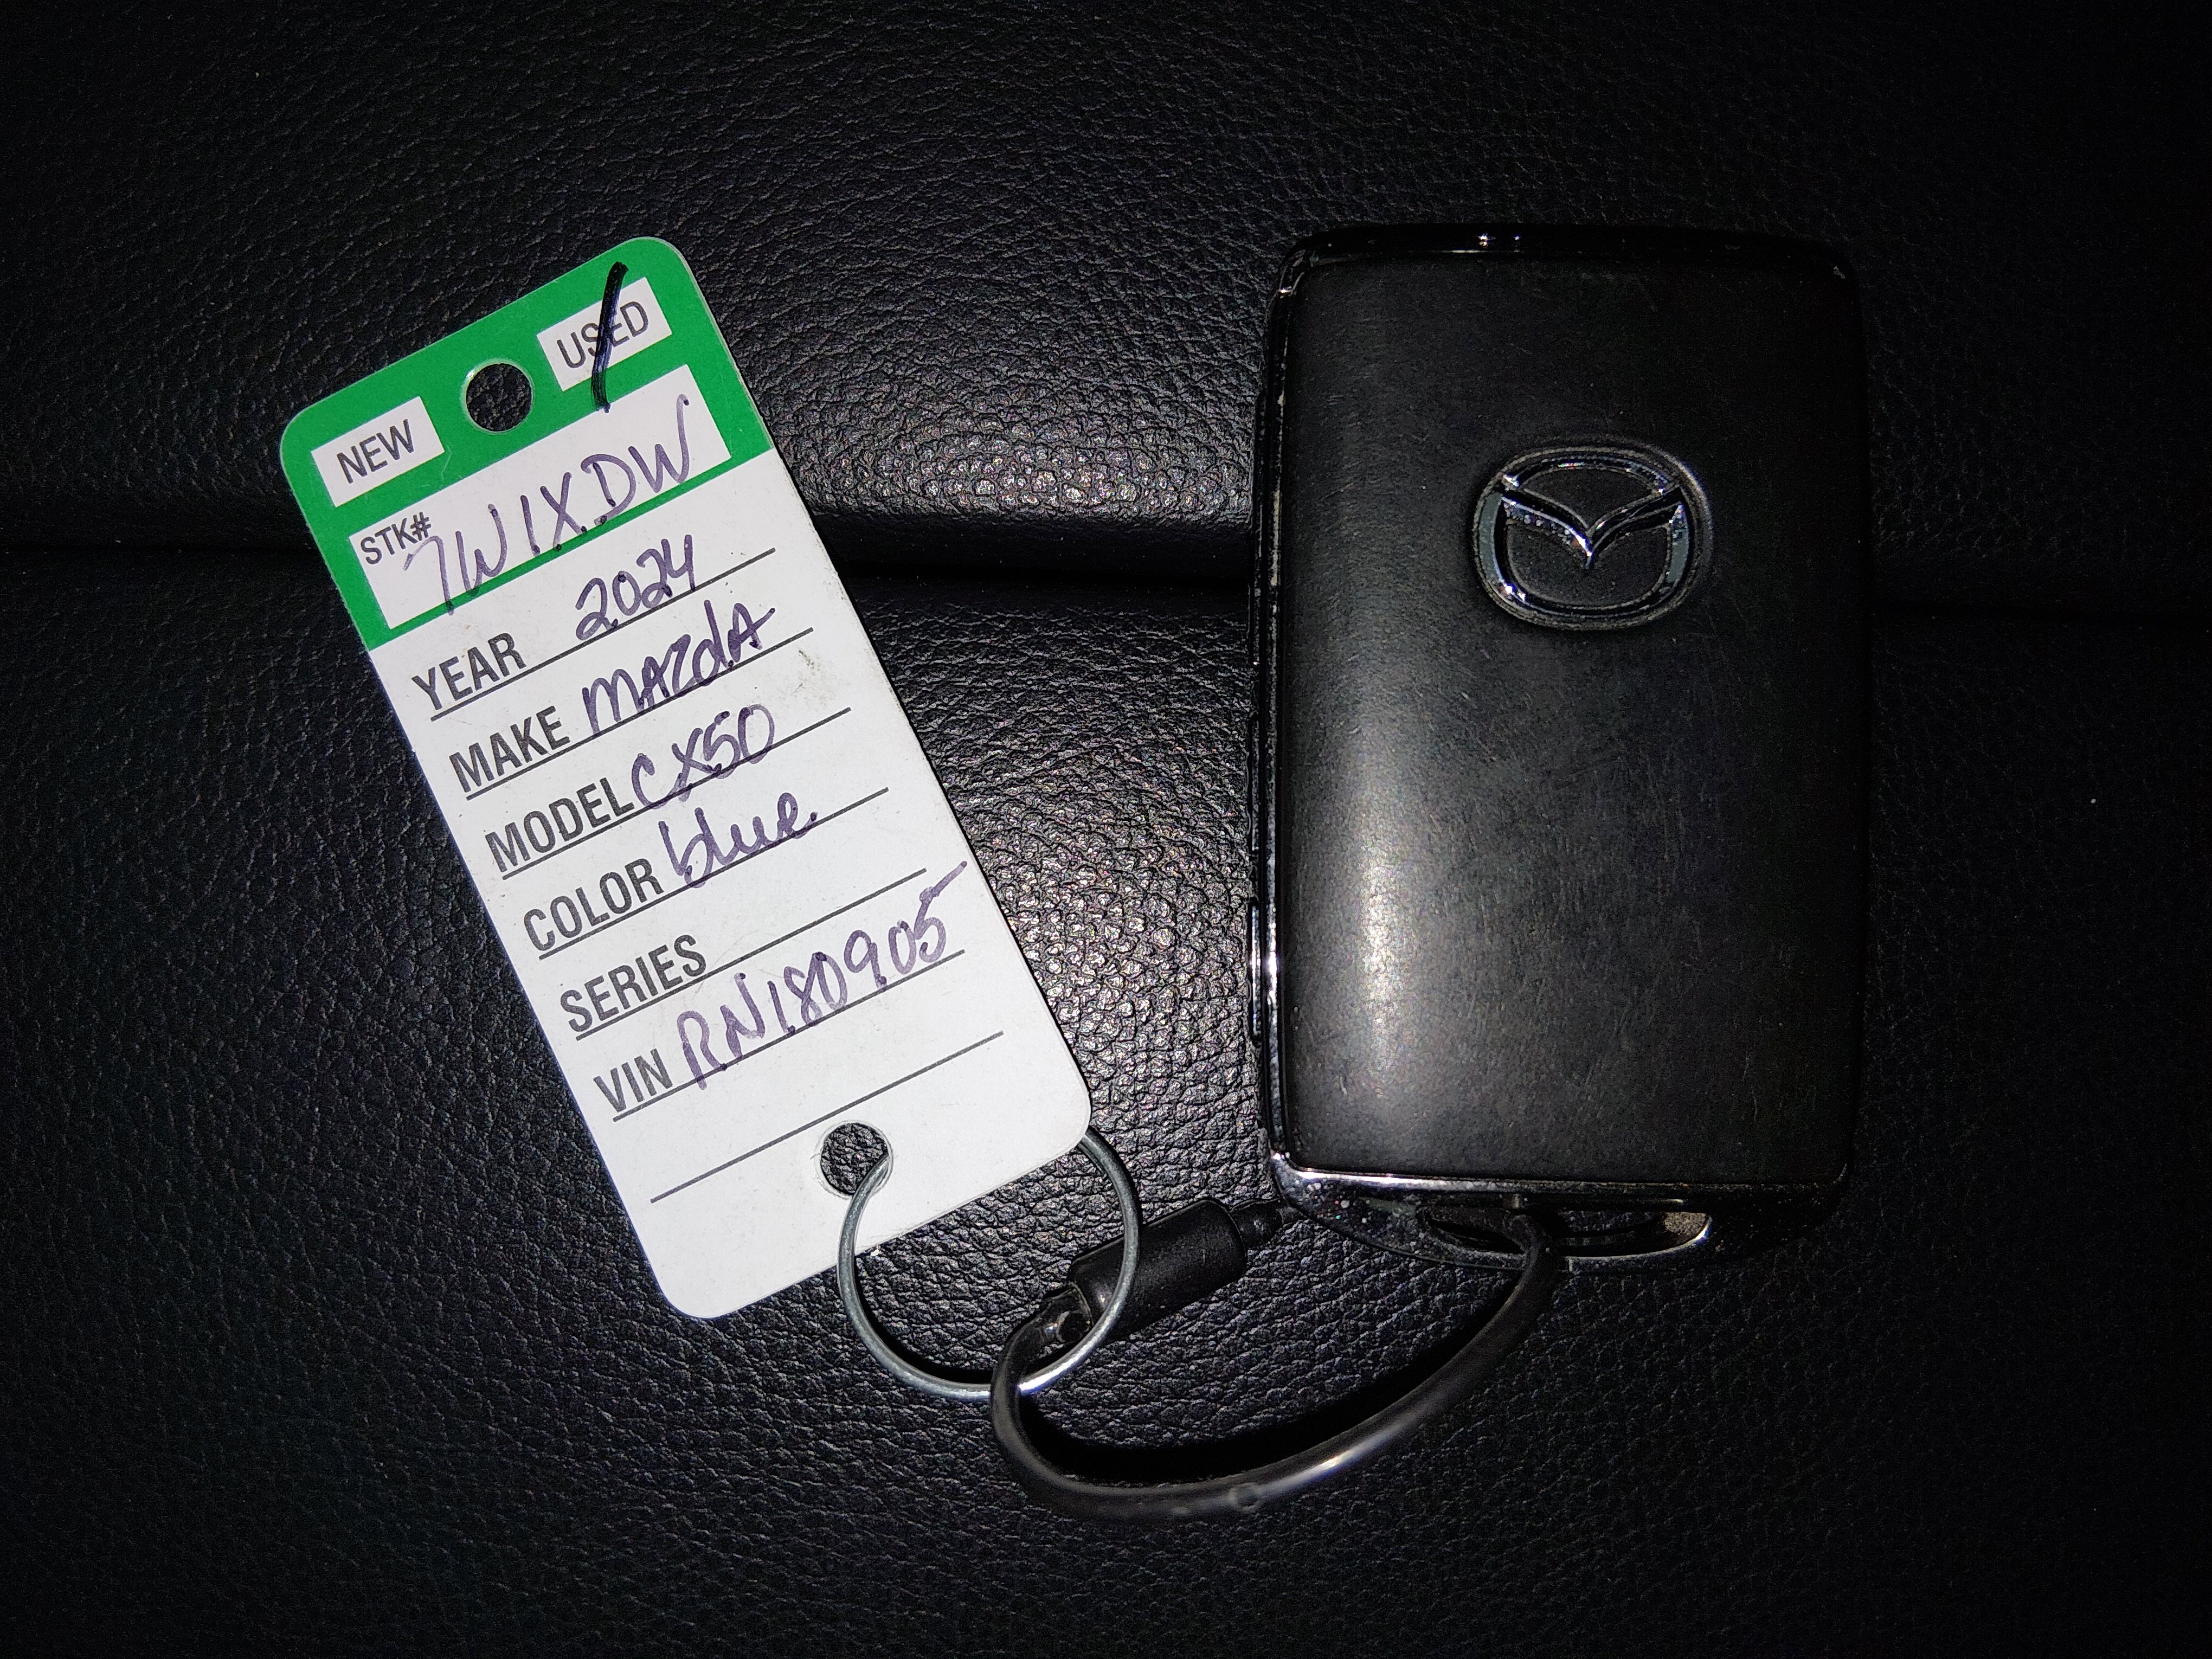 NEW USED
STK# 7W1XDW
YEAR 2024
MAKE MAZdA
MODEL CX50
COLOR blue
SERIES
VIN RN180905